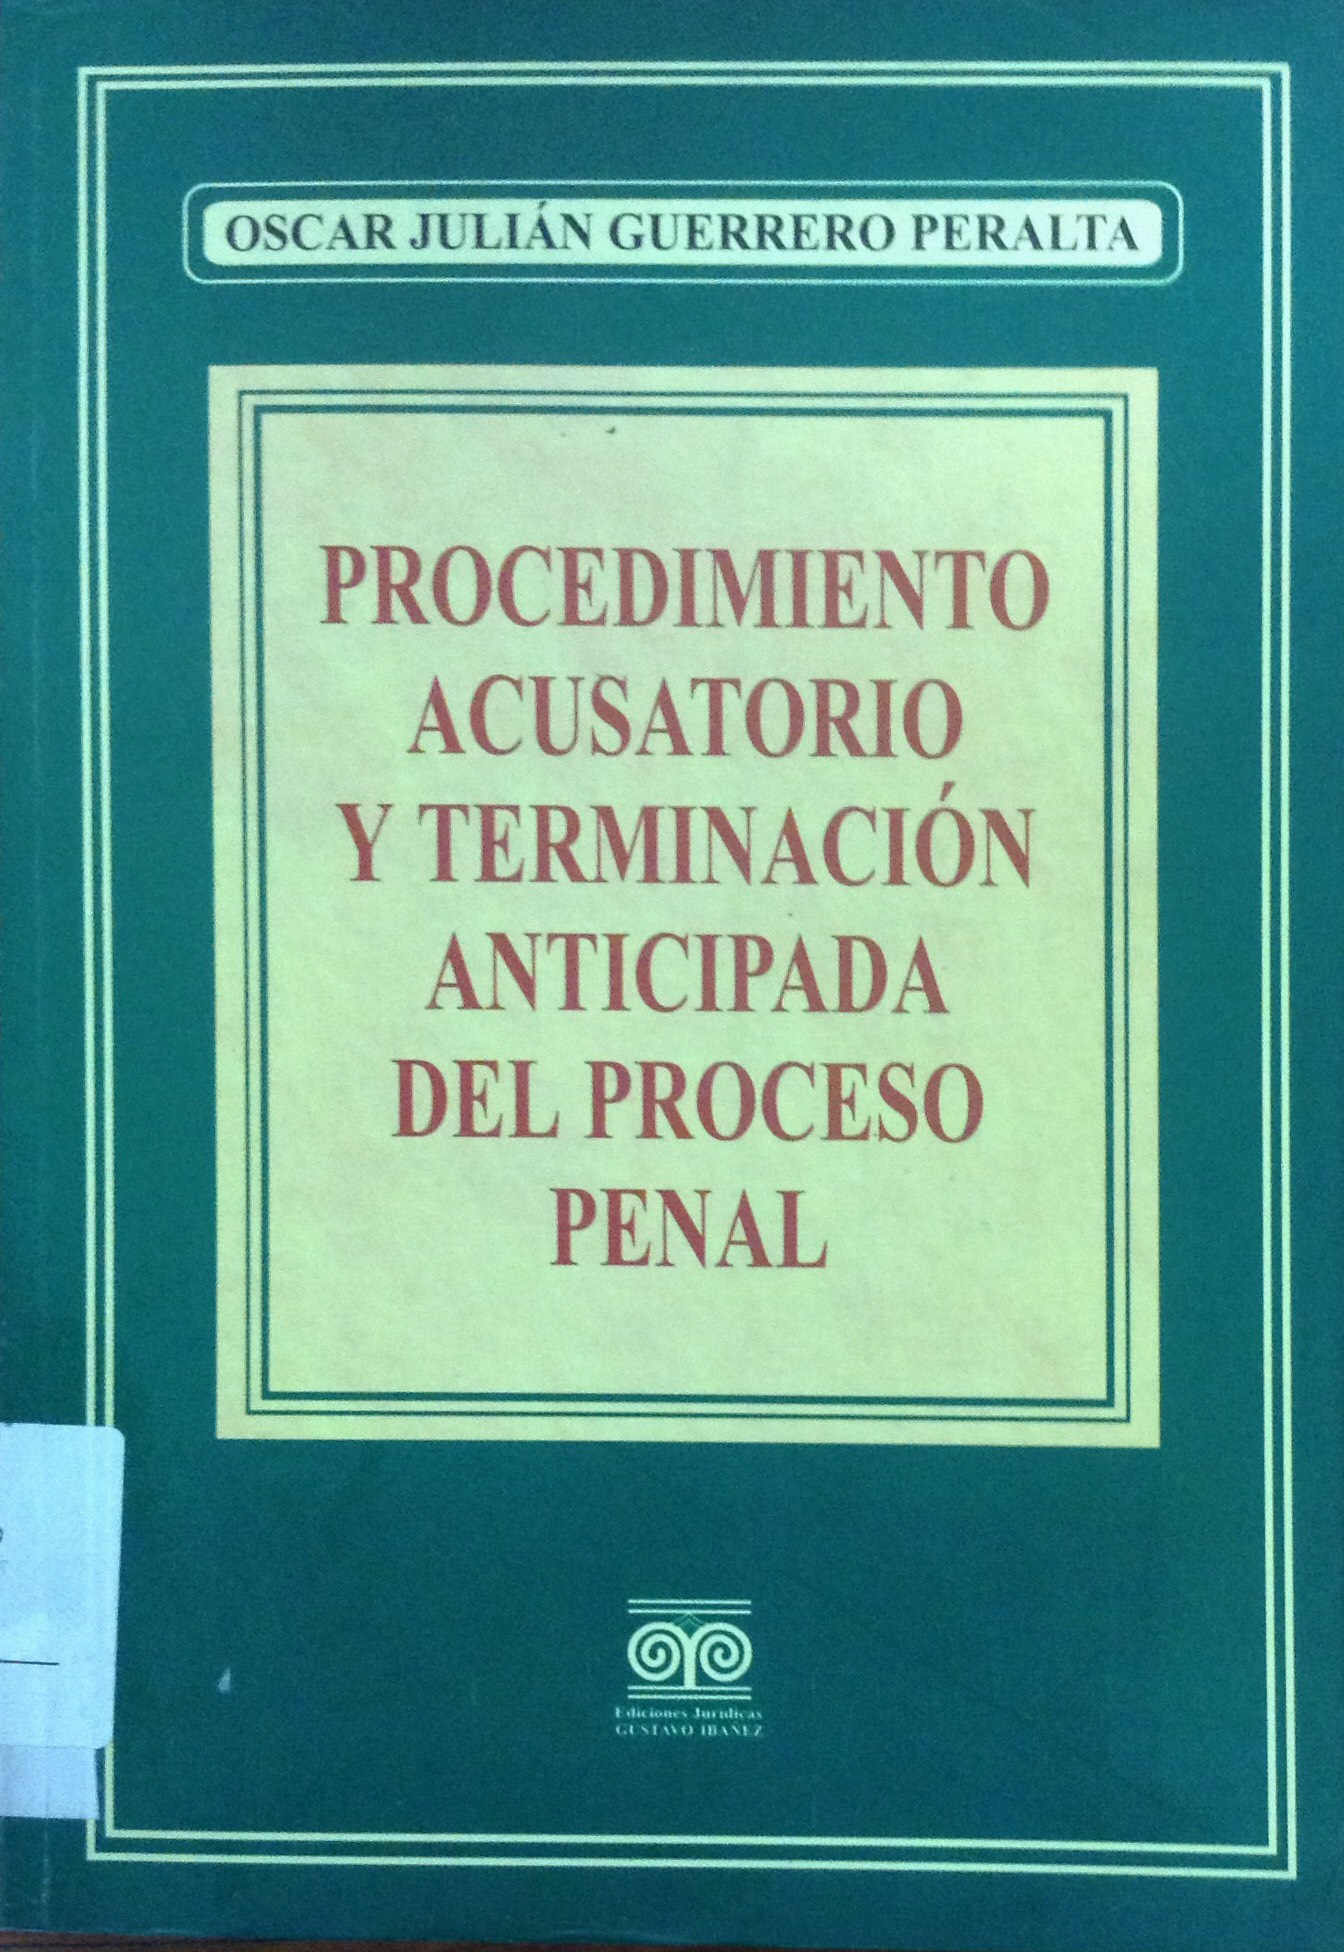 OSCAR JULIÁN GUERRERO PERALTA
PROCEDIMIENTO
ACUSATORIO
Y TERMINACIÓN
ANTICIPADA
DEL PROCESO
PENAL
Ediciones Jurídicas
GUSTAVO IBAÑEZ